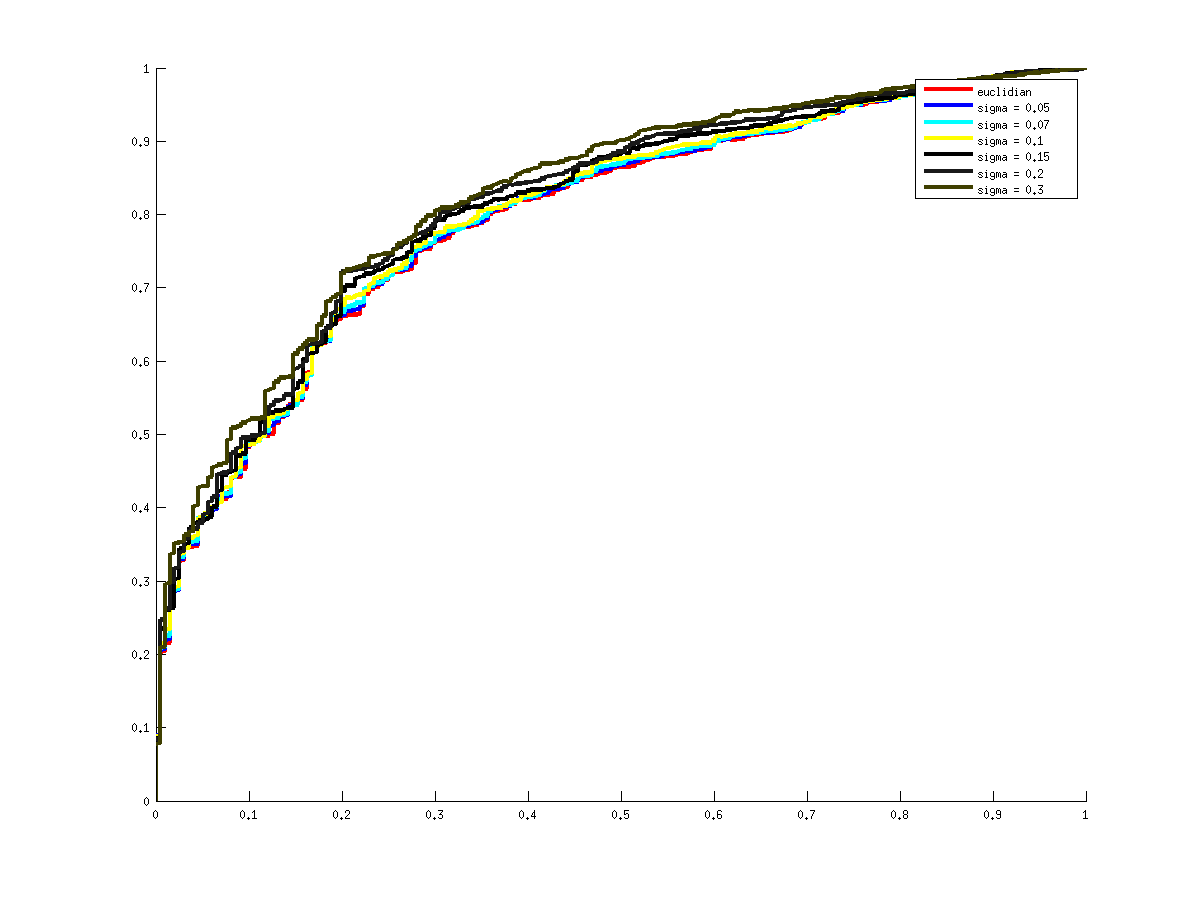 1
0.9
0.8
0.7
0.6
0.5
0.4
0.3
0.2
0.1
0
0 0.1 0.2 0.3 0.4 0.5 0.6 0.7 0.8 0.9 1
euclidian
sigma = 0.05
sigma = 0.07
sigma = 0.1
sigma = 0.15
sigma = 0.2
sigma = 0.3